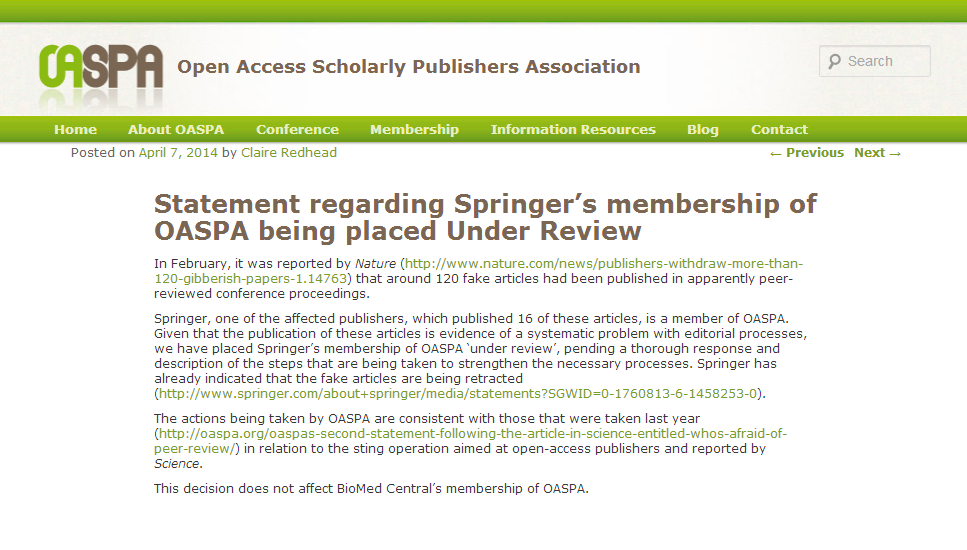 OASPA Open Access Scholarly Publishers Association
Search
Home About OASPA Conference Membership Information Resources Blog Contact
Posted on April 7, 2014 by Claire Redhead
← Previous Next →
Statement regarding Springer’s membership of
OASPA being placed Under Review
In February, it was reported by Nature (http://www.nature.com/news/publishers-withdraw-more-than-
120-gibberish-papers-1.14763) that around 120 fake articles had been published in apparently peer-
reviewed conference proceedings.
Springer, one of the affected publishers, which published 16 of these articles, is a member of OASPA.
Given that the publication of these articles is evidence of a systematic problem with editorial processes,
we have placed Springer’s membership of OASPA ‘under review’, pending a thorough response and
description of the steps that are being taken to strengthen the necessary processes. Springer has
already indicated that the fake articles are being retracted
(http://www.springer.com/about+springer/media/statements?SGWID=0-1760813-6-1458253-0).
The actions being taken by OASPA are consistent with those that were taken last year
(http://oaspa.org/oaspas-second-statement-following-the-article-in-science-entitled-whos-afraid-of-
peer-review/) in relation to the sting operation aimed at open-access publishers and reported by
Science.
This decision does not affect BioMed Central’s membership of OASPA.